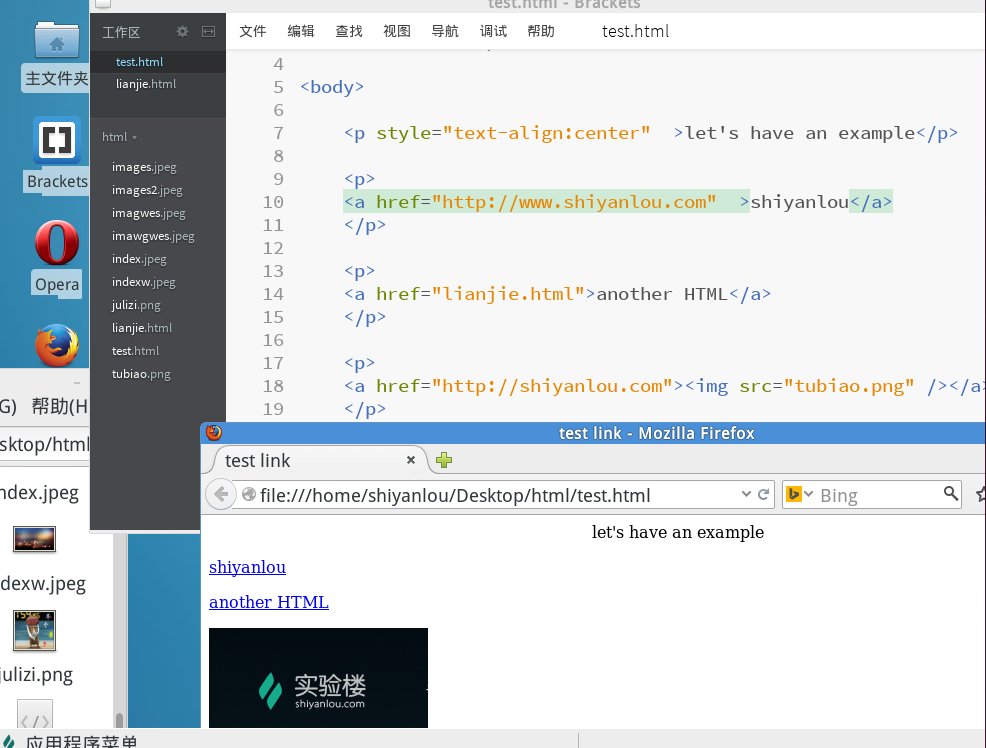 test.html - Brackets
主文件夹
Brackets
Opera
工作区
test.html
lianjie.html
html
images.jpeg
images2.jpeg
imagwes.jpeg
imawgwes.jpeg
index.jpeg
indexw.jpeg
julizi.png
lianjie.html
test.html
tubiao.png
文件 编辑 查找 视图 导航 调试 帮助 test.html
4
5 <body>
6
7 <p style="text-align:center" >let's have an example</p>
8
9 <p>
10 <a href="http://www.shiyanlou.com" >shiyanlou</a>
11 </p>
12
13 <p>
14 <a href="lianjie.html">another HTML</a>
15 </p>
16
17 <p>
18 <a href="http://shiyanlou.com"><img src="tubiao.png" /></a>
19 </p>
G) 帮助(H
sktop/html
ndex.jpeg
dexw.jpeg
julizi.png
test link - Mozilla Firefox
test link
file:///home/shiyanlou/Desktop/html/test.html Bing
let's have an example
shiyanlou
another HTML
实验楼
shiyanlou.com
应用程序菜单